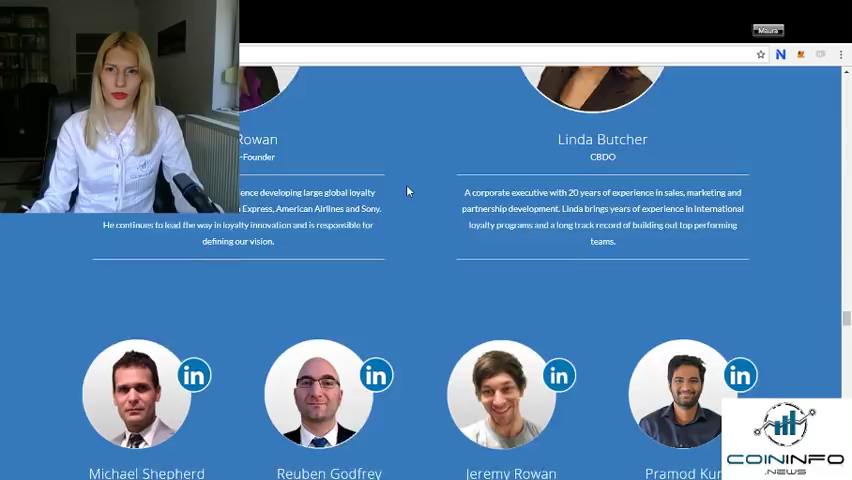 Maura
N
Rowan
Linda Butcher
-Founder
CBDO
ence developing large global loyalty
Express, American Airlines and Sony.
He continues to lead the way in loyalty innovation and is responsible for
defining our vision.
A corporate executive with 20 years of experience in sales, marketing and
partnership development. Linda brings years of experience in International
loyalty programs and a long track record of building out top performing
teams.
in
in
in
in
Michael Shepherd
Reuben Godfrey
Jeremy Rowan
Pramod Kur
COININFO
.NEWS